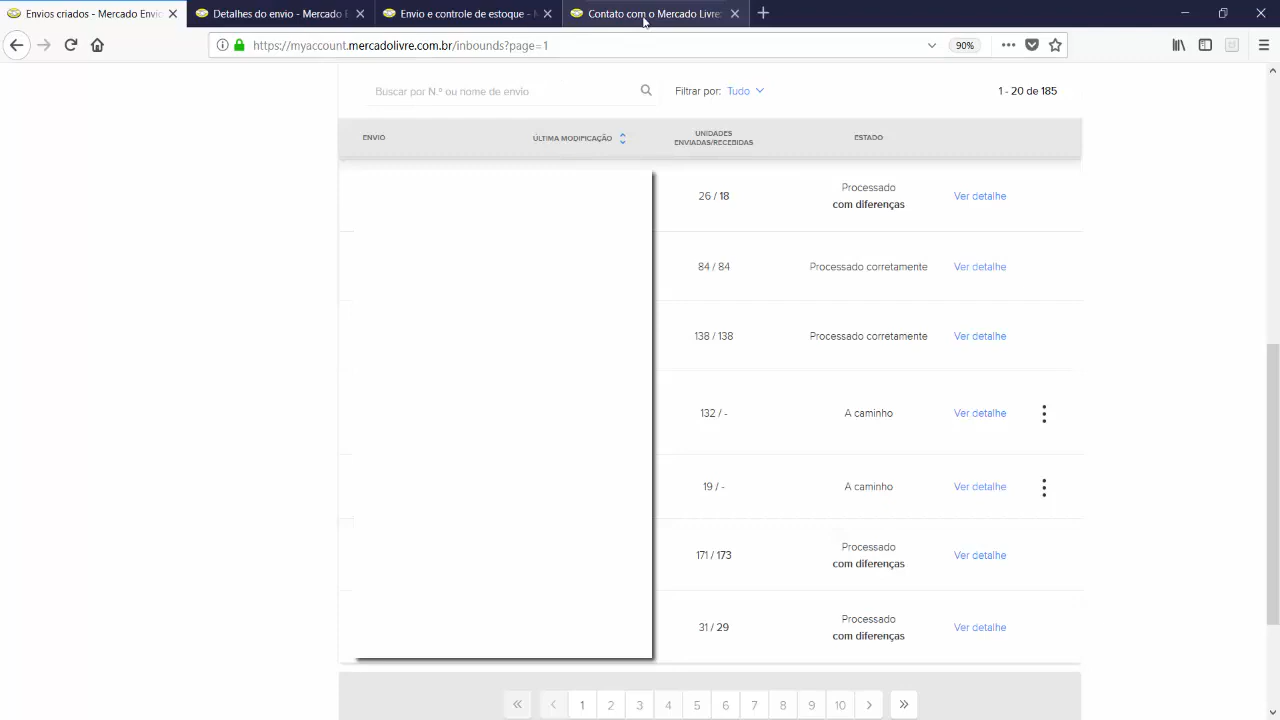 Envios criados - Mercado Envio
Detalhes do envio - Mercado E
Envio e controle de estoque - M
Contato com o Mercado Livre:
https://myaccount.mercadolivre.com.br/inbounds?page=1
90%
Buscar por N.º ou nome de envio
Filtrar por: Tudo
1 - 20 de 185
ENVIO
ÚLTIMA MODIFICAÇÃO
UNIDADES
ENVIADAS/RECEBIDAS
ESTADO
26 / 18
Processado
com diferenças
Ver detalhe
84 / 84
Processado corretamente
Ver detalhe
138 / 138
Processado corretamente
Ver detalhe
132 / -
A caminho
Ver detalhe
19 / -
A caminho
Ver detalhe
171 / 173
Processado
com diferenças
Ver detalhe
31 / 29
Processado
com diferenças
Ver detalhe
« ‹ 1 2 3 4 5 6 7 8 9 10 › »